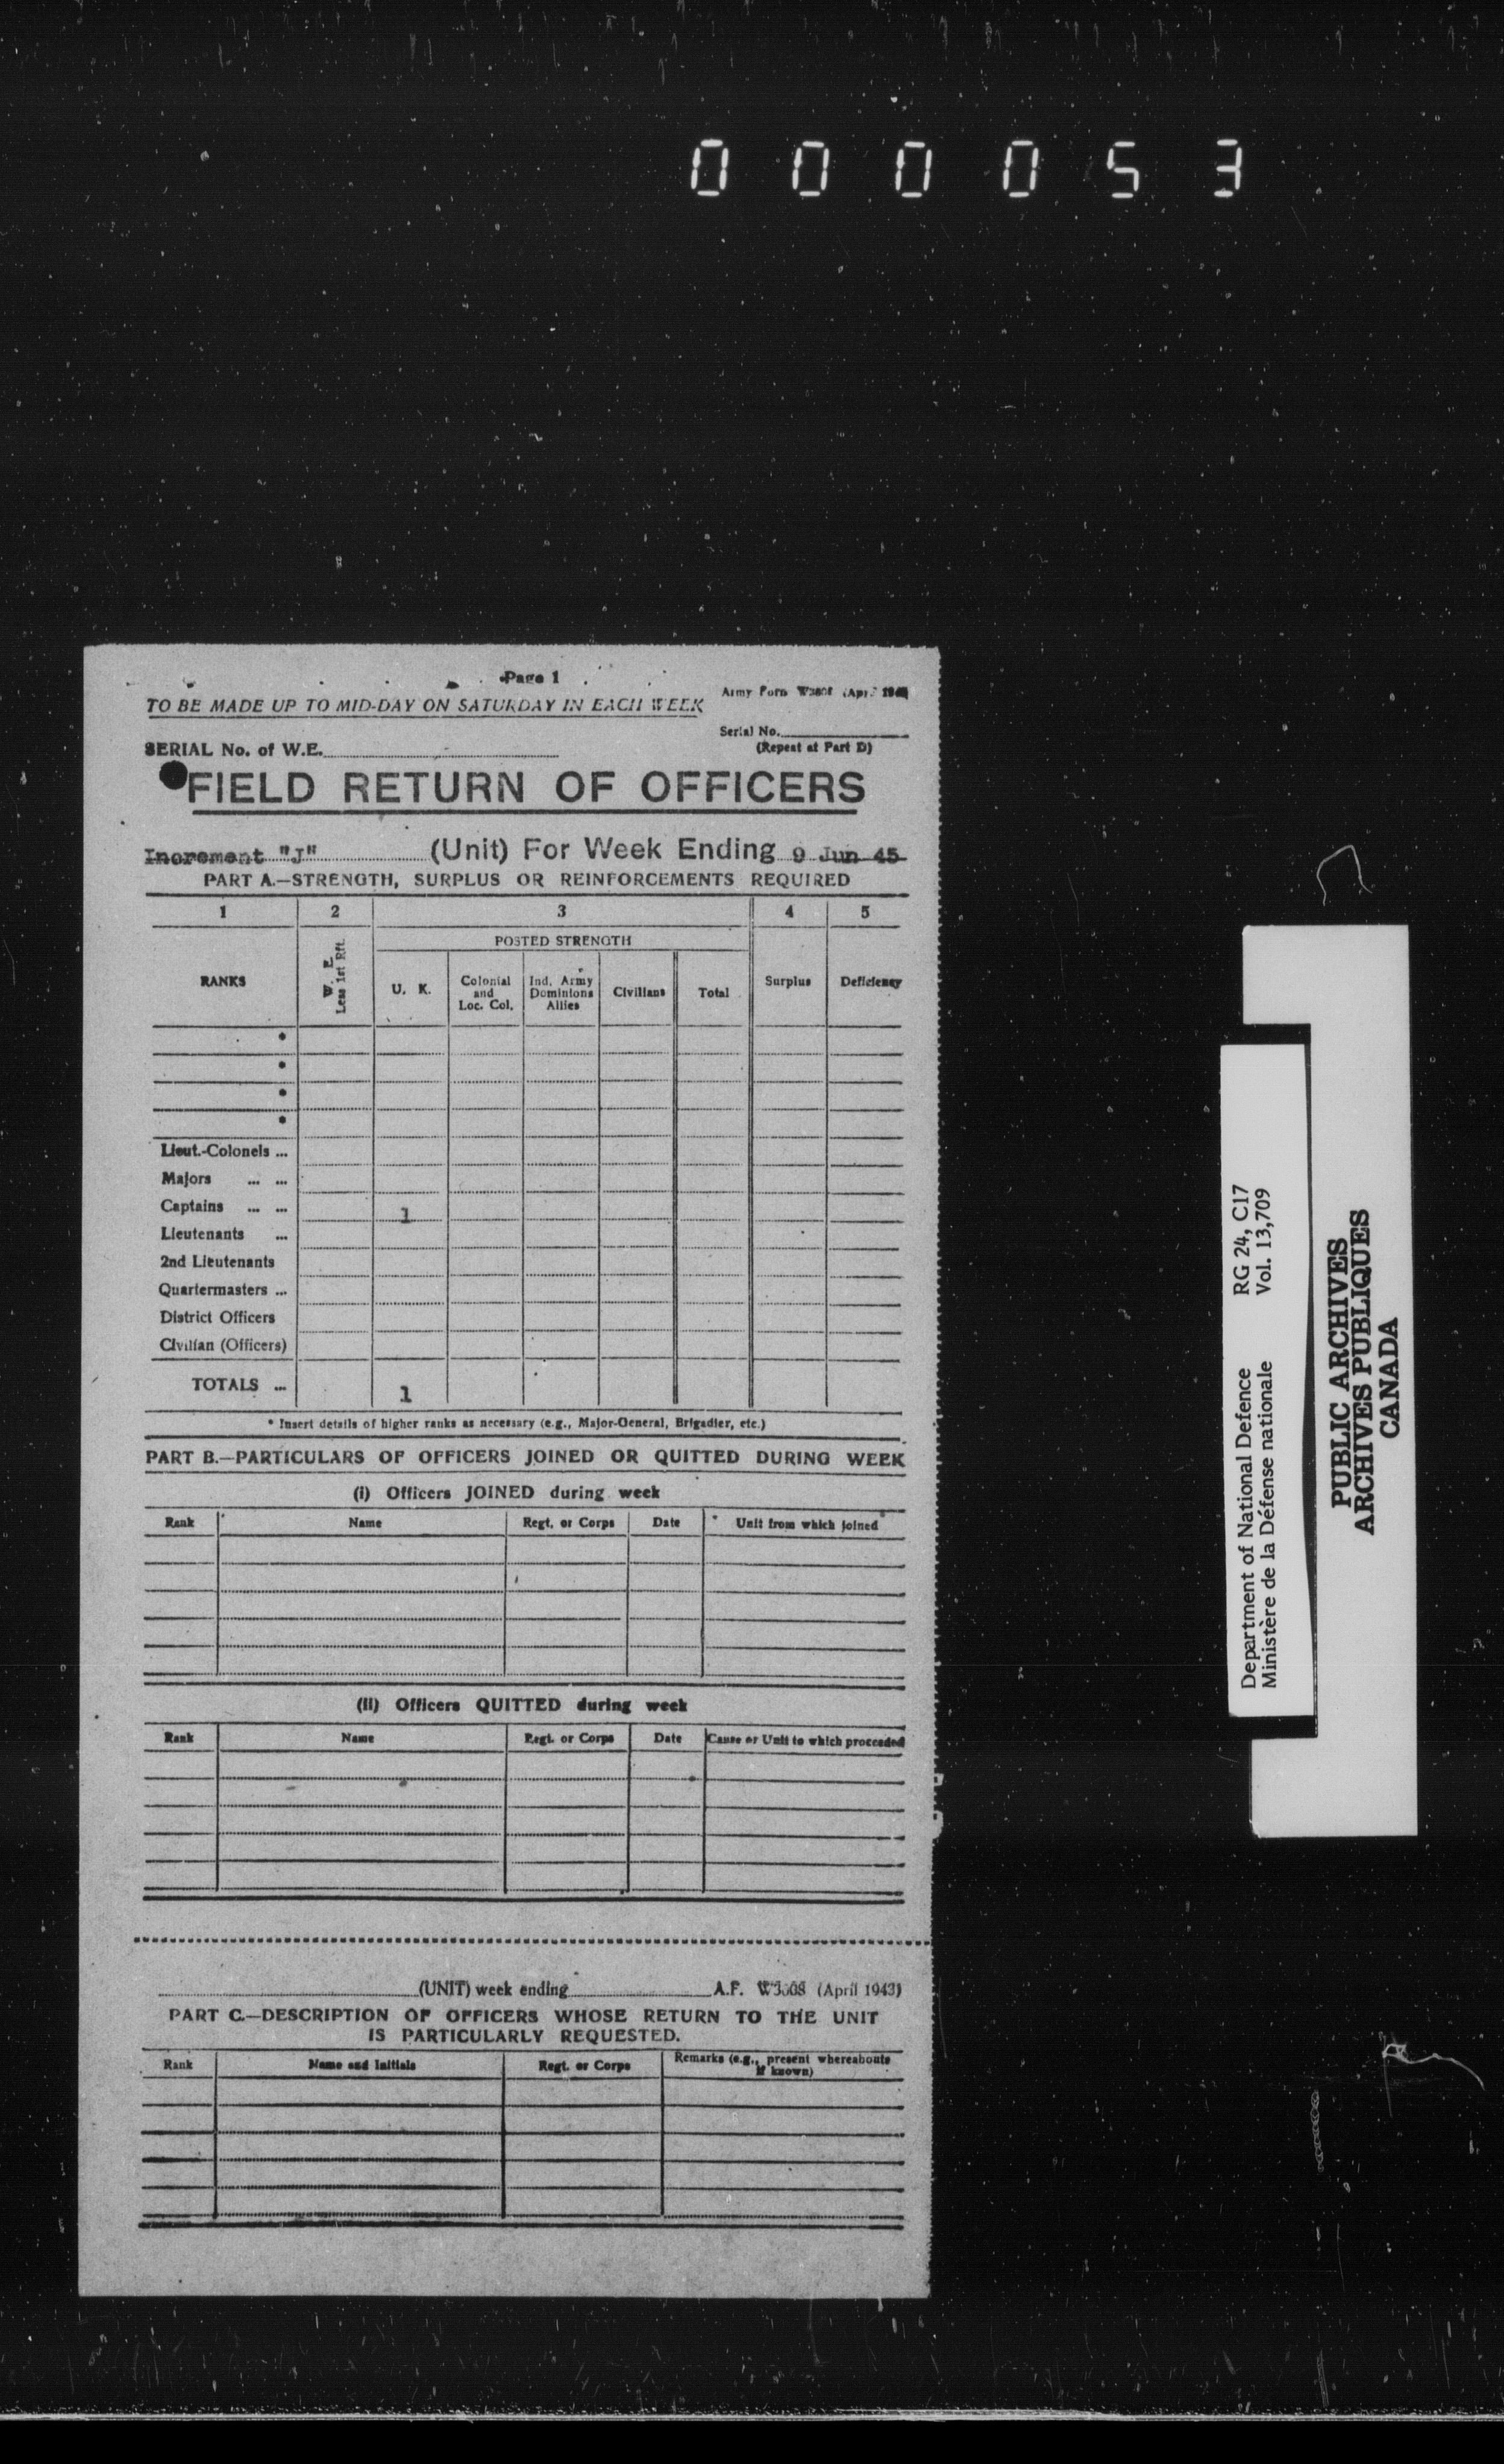 000053
Page 1
TO BE MADE UP TO MID-DAY ON SATURDAY IN EACH WEEK
Army Form
Serial No.
SERIAL No. of W.E.
(Repeat at Part D)
FIELD RETURN OF OFFICERS
Increment "J" (Unit) For Week Ending 9 Jun 45
PART A.—STRENGTH, SURPLUS OR REINFORCEMENTS REQUIRED
1 2 3 4 5
POSTED STRENGTH
RANKS W. E. Less 1st Rft. U. K. Colonial and Loc. Col. Ind. Army Dominions Allies Civilians Total Surplus Deficiency
*
*
*
*
Lieut.-Colonels ...
Majors ... ...
Captains ... ... 1
Lieutenants ...
2nd Lieutenants
Quartermasters ...
District Officers
Civilian (Officers)
TOTALS ... 1
* Insert details of higher ranks as necessary (e.g., Major-General, Brigadier, etc.)
PART B.—PARTICULARS OF OFFICERS JOINED OR QUITTED DURING WEEK
(i) Officers JOINED during week
Rank Name Regt. or Corps Date Unit from which joined
(ii) Officers QUITTED during week
Rank Name Regt. or Corps Date Cause or Unit to which proceeded
(UNIT) week ending A.F. W3008 (April 1943)
PART C.—DESCRIPTION OF OFFICERS WHOSE RETURN TO THE UNIT
IS PARTICULARLY REQUESTED.
Rank Name and Initials Regt. or Corps Remarks (e.g., present whereabouts if known)
Department of National Defence RG 24, C17
Ministère de la Défense nationale Vol. 13,709
PUBLIC ARCHIVES
ARCHIVES PUBLIQUES
CANADA